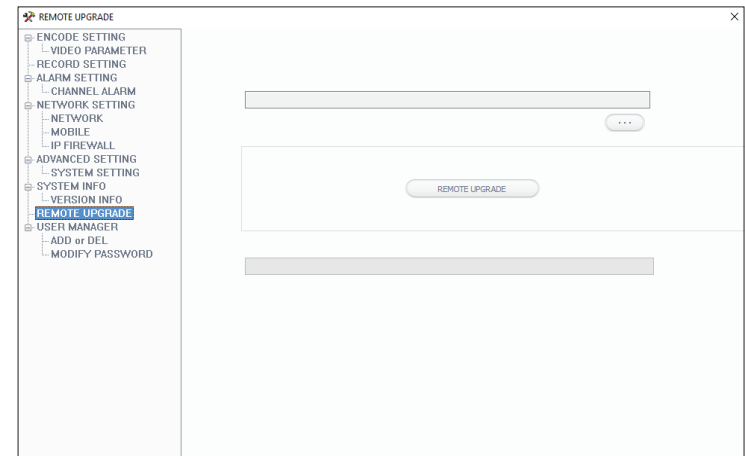 REMOTE UPGRADE
ENCODE SETTING
VIDEO PARAMETER
RECORD SETTING
ALARM SETTING
CHANNEL ALARM
NETWORK SETTING
NETWORK
MOBILE
IP FIREWALL
ADVANCED SETTING
SYSTEM SETTING
SYSTEM INFO
VERSION INFO
REMOTE UPGRADE
USER MANAGER
ADD or DEL
MODIFY PASSWORD
...
REMOTE UPGRADE